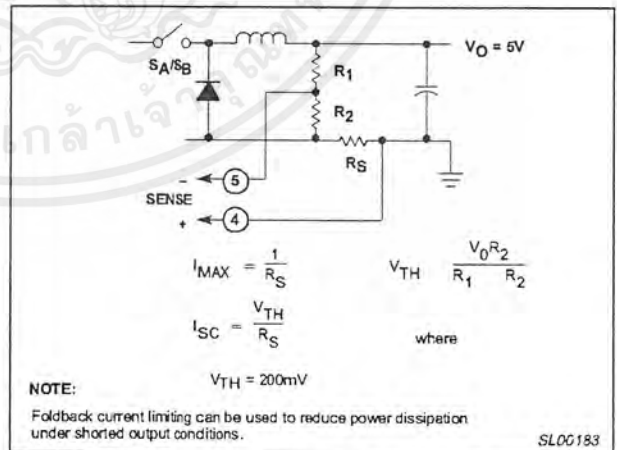 SA/SB
R1
VO = 5V
R2
RS
− 5
SENSE
+ 4
IMAX = 1 / RS
VTH V0R2 / R1 R2
ISC = VTH / RS
where
VTH = 200mV
NOTE:
Foldback current limiting can be used to reduce power dissipation
under shorted output conditions.
SL00183